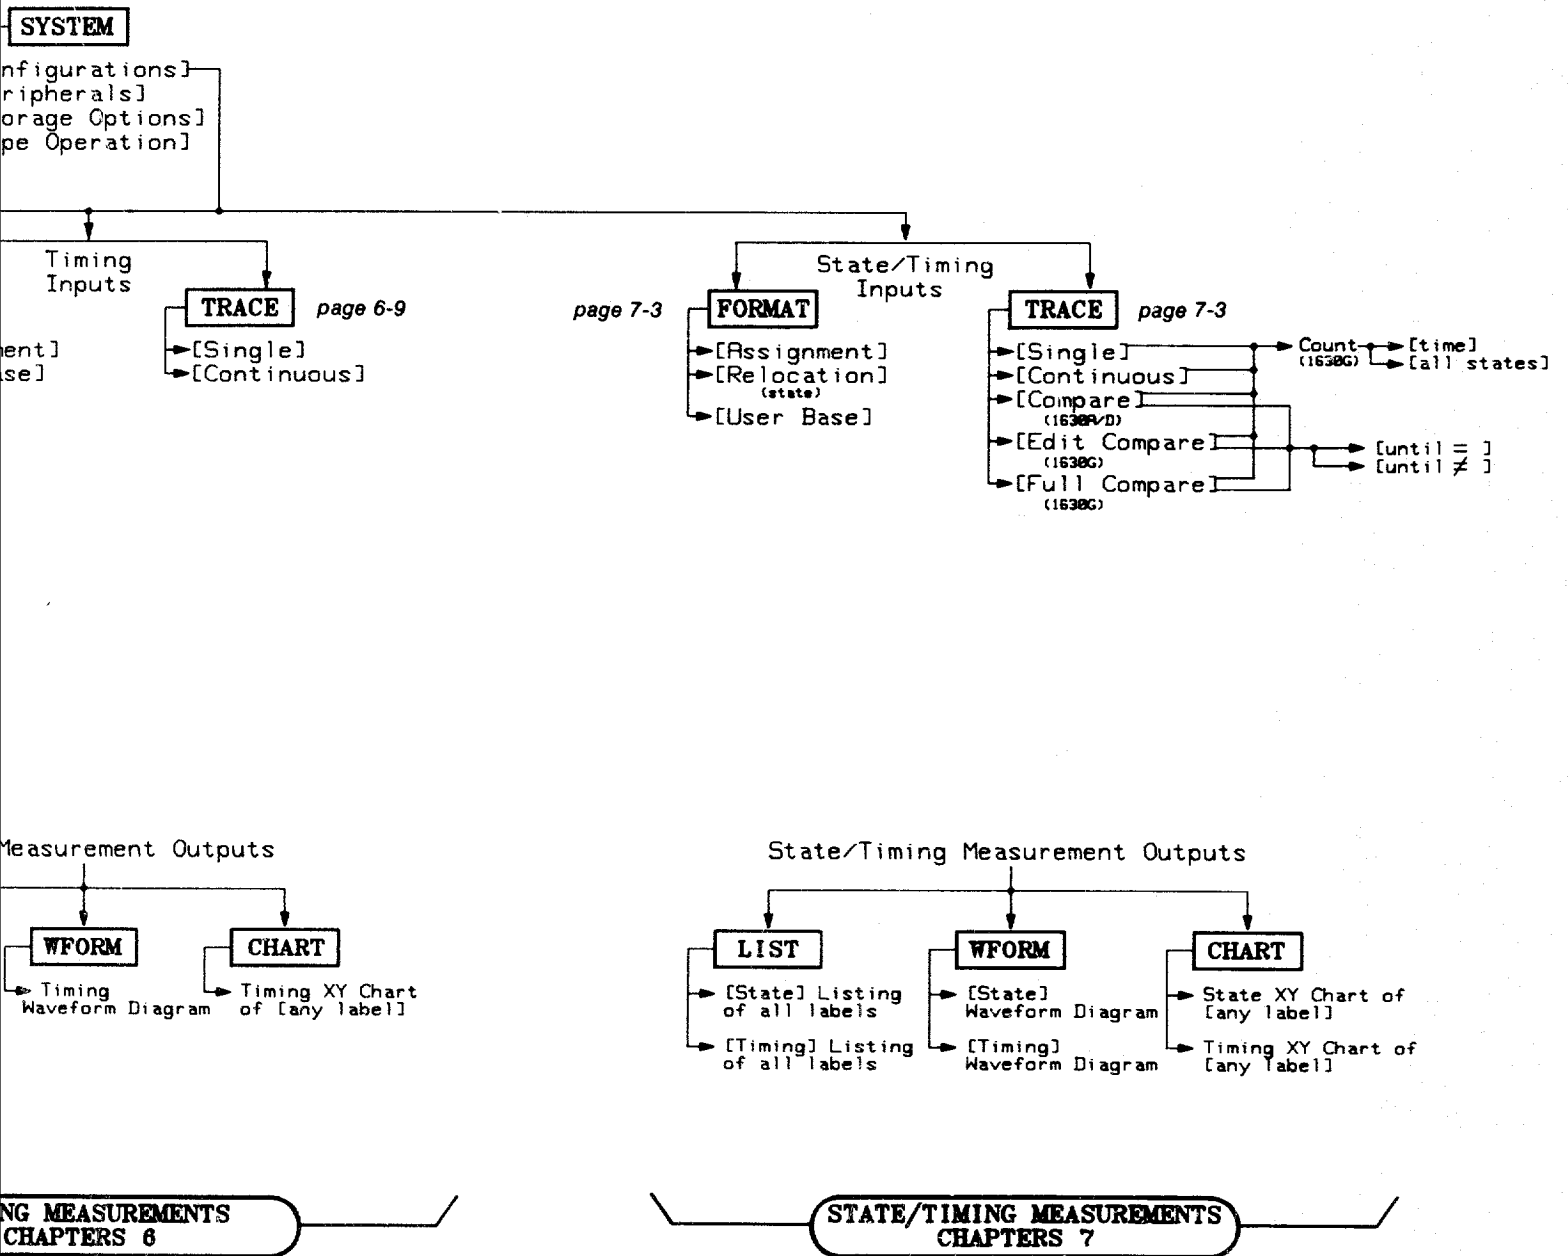 SYSTEM
nfigurations]
ripherals]
orage Options]
pe Operation]
Timing
Inputs
TRACE page 6-9
ent]
se]
[Single]
[Continuous]
State/Timing
Inputs
page 7-3 FORMAT
[Assignment]
[Relocation]
(state)
[User Base]
TRACE page 7-3
[Single]
[Continuous]
[Compare]
(1630A/D)
[Edit Compare]
(1630G)
[Full Compare]
(1630G)
Count
(1630G)
[time]
[all states]
[until = ]
[until ≠ ]
Measurement Outputs
WFORM
Timing
Waveform Diagram
CHART
Timing XY Chart
of [any label]
State/Timing Measurement Outputs
LIST
[State] Listing
of all labels
[Timing] Listing
of all labels
WFORM
[State]
Waveform Diagram
[Timing]
Waveform Diagram
CHART
State XY Chart of
[any label]
Timing XY Chart of
[any label]
NG MEASUREMENTS
CHAPTERS 6
STATE/TIMING MEASUREMENTS
CHAPTERS 7